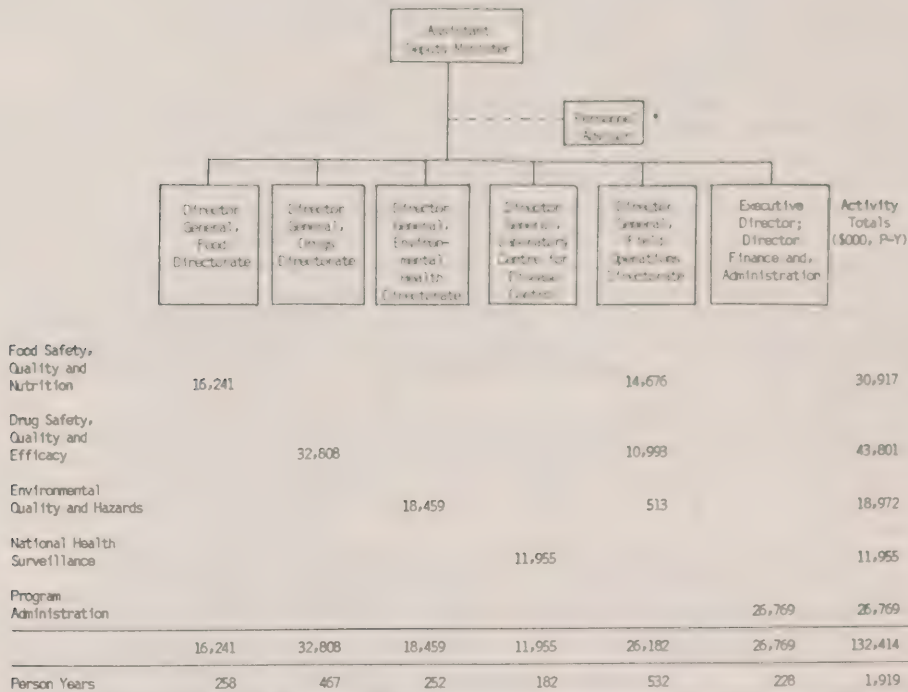 Assistant
Deputy Minister
Personnel *
Advisor
Director
General,
Food
Directorate
Director
General,
Drugs
Directorate
Director
General,
Environ-
mental
Health
Directorate
Director
General,
Laboratory
Centre for
Disease
Control
Director
General,
Field
Operations
Directorate
Executive
Director;
Director
Finance and,
Administration
Activity
Totals
($000, P-Y)
Food Safety,
Quality and
Nutrition 16,241 14,676 30,917
Drug Safety,
Quality and
Efficacy 32,808 10,993 43,801
Environmental
Quality and Hazards 18,459 513 18,972
National Health
Surveillance 11,955 11,955
Program
Administration 26,769 26,769
16,241 32,808 18,459 11,955 26,182 26,769 132,414
Person Years 258 467 252 182 532 228 1,919